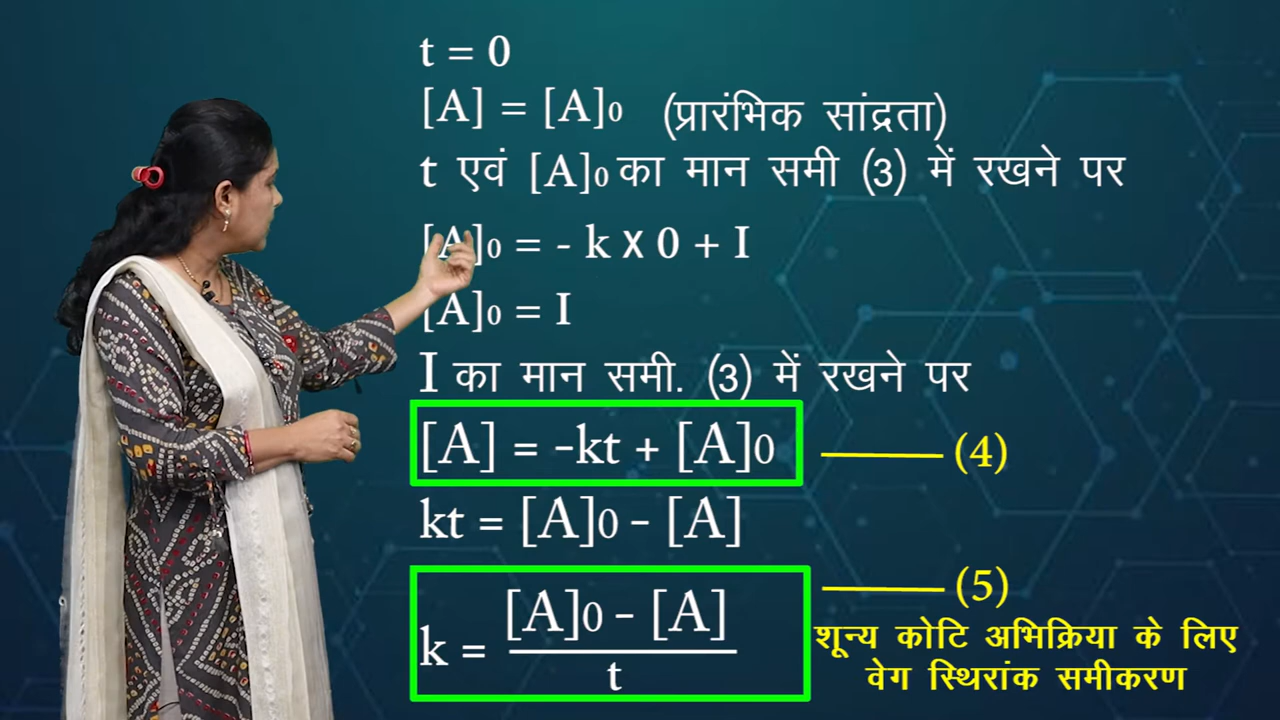 t = 0
[A] = [A]₀ (प्रारंभिक सांद्रता)
t एवं [A]₀ का मान समी (3) में रखने पर
[A]₀ = - k X 0 + I
[A]₀ = I
I का मान समी. (3) में रखने पर
[A] = -kt + [A]₀ (4)
kt = [A]₀ - [A]
k = [A]₀ - [A] / t (5)
शून्य कोटि अभिक्रिया के लिए
वेग स्थिरांक समीकरण